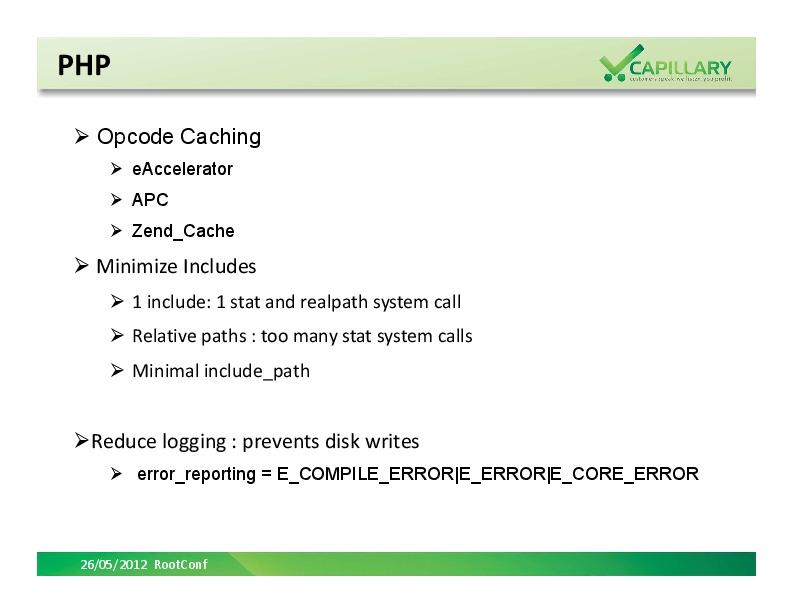 PHP
CAPILLARY
customers speak, we listen, you profit.
➢ Opcode Caching
➢ eAccelerator
➢ APC
➢ Zend_Cache
➢ Minimize Includes
➢ 1 include: 1 stat and realpath system call
➢ Relative paths : too many stat system calls
➢ Minimal include_path
➢Reduce logging : prevents disk writes
➢ error_reporting = E_COMPILE_ERROR|E_ERROR|E_CORE_ERROR
26/05/2012 RootConf